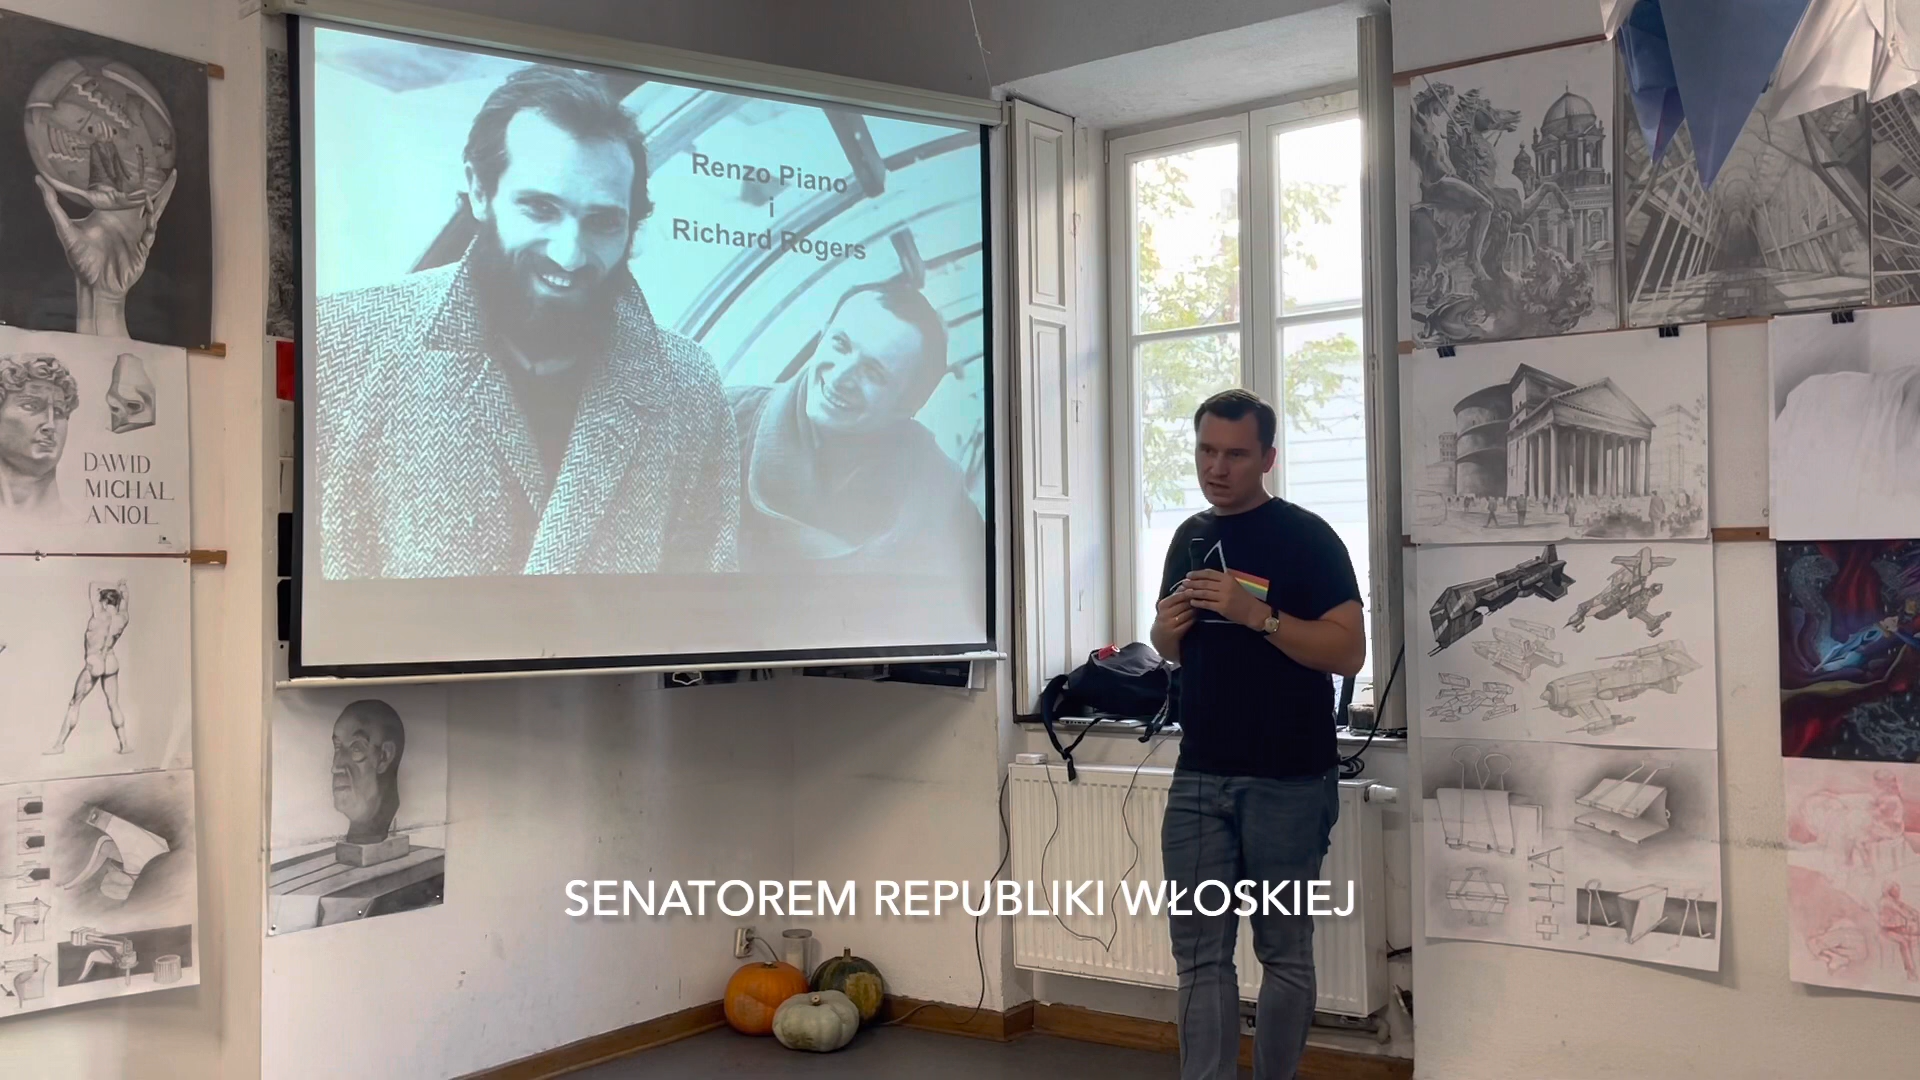 Renzo Piano
i
Richard Rogers
DAWID
MICHAŁ
ANIOŁ
SENATOREM REPUBLIKI WŁOSKIEJ